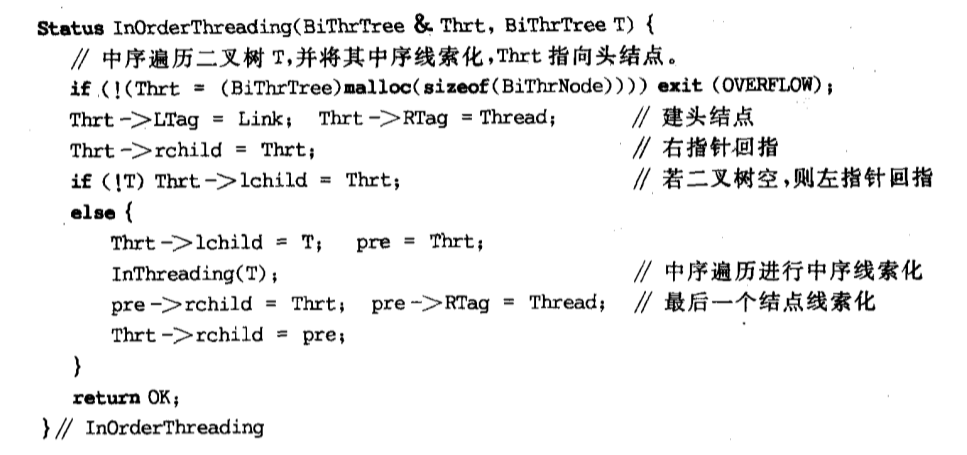 Status InOrderThreading(BiThrTree & Thrt, BiThrTree T) {
// 中序遍历二叉树 T,并将其中序线索化,Thrt 指向头结点。
if (!(Thrt = (BiThrTree)malloc(sizeof(BiThrNode)))) exit (OVERFLOW);
Thrt->LTag = Link; Thrt->RTag = Thread; // 建头结点
Thrt->rchild = Thrt; // 右指针回指
if (!T) Thrt->lchild = Thrt; // 若二叉树空,则左指针回指
else {
Thrt->lchild = T; pre = Thrt;
InThreading(T); // 中序遍历进行中序线索化
pre->rchild = Thrt; pre->RTag = Thread; // 最后一个结点线索化
Thrt->rchild = pre;
}
return OK;
} // InOrderThreading